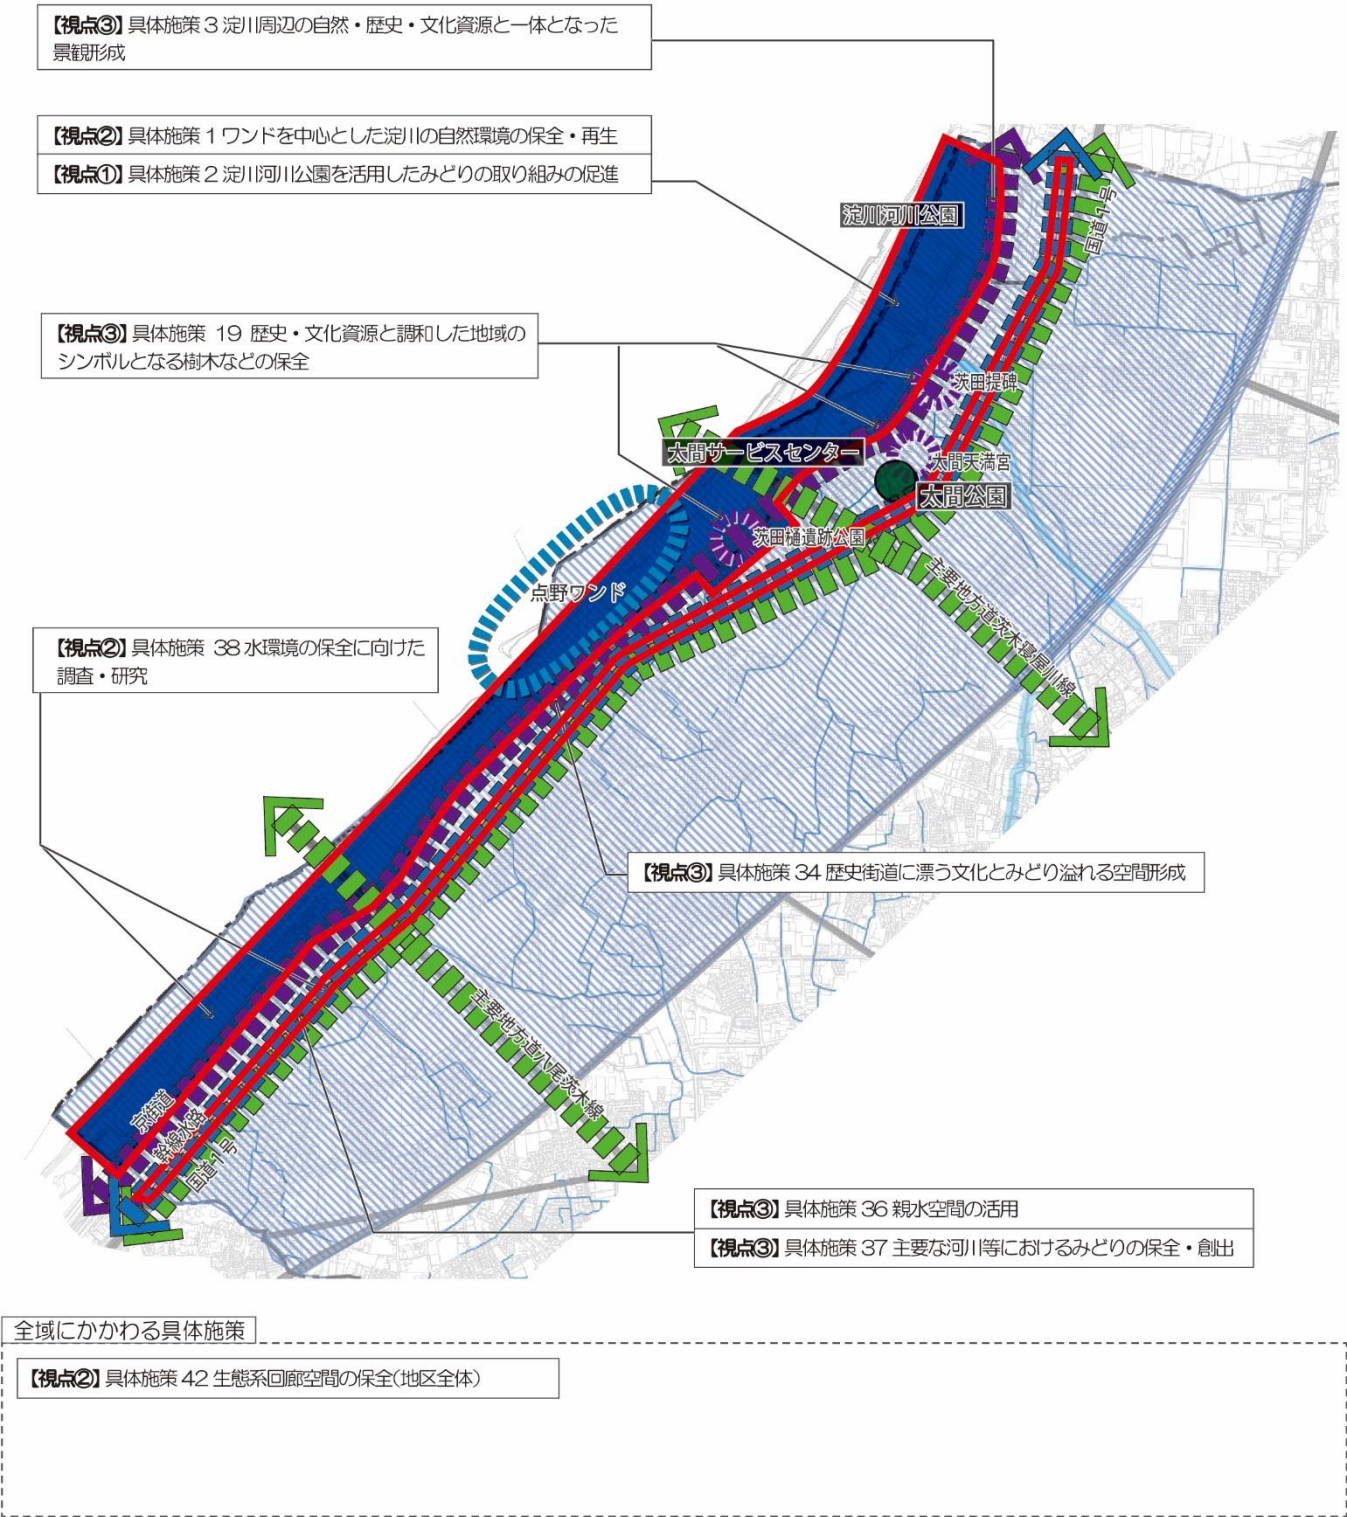 【視点③】具体施策 3 淀川周辺の自然・歴史・文化資源と一体となった
景観形成
【視点②】具体施策 1 ワンドを中心とした淀川の自然環境の保全・再生
【視点①】具体施策 2 淀川河川公園を活用したみどりの取り組みの促進
淀川河川公園
国道1号
【視点③】具体施策 19 歴史・文化資源と調和した地域の
シンボルとなる樹木などの保全
茨田堤碑
太間サービスセンター
太間天満宮
太間公園
茨田樋遺跡公園
点野ワンド
主要地方道茨木寝屋川線
【視点②】具体施策 38 水環境の保全に向けた
調査・研究
【視点③】具体施策 34 歴史街道に漂う文化とみどり溢れる空間形成
主要地方道八尾茨木線
京街道
幹線水路
国道1号
【視点③】具体施策 36 親水空間の活用
【視点③】具体施策 37 主要な河川等におけるみどりの保全・創出
全域にかかわる具体施策
【視点②】具体施策 42 生態系回廊空間の保全(地区全体)